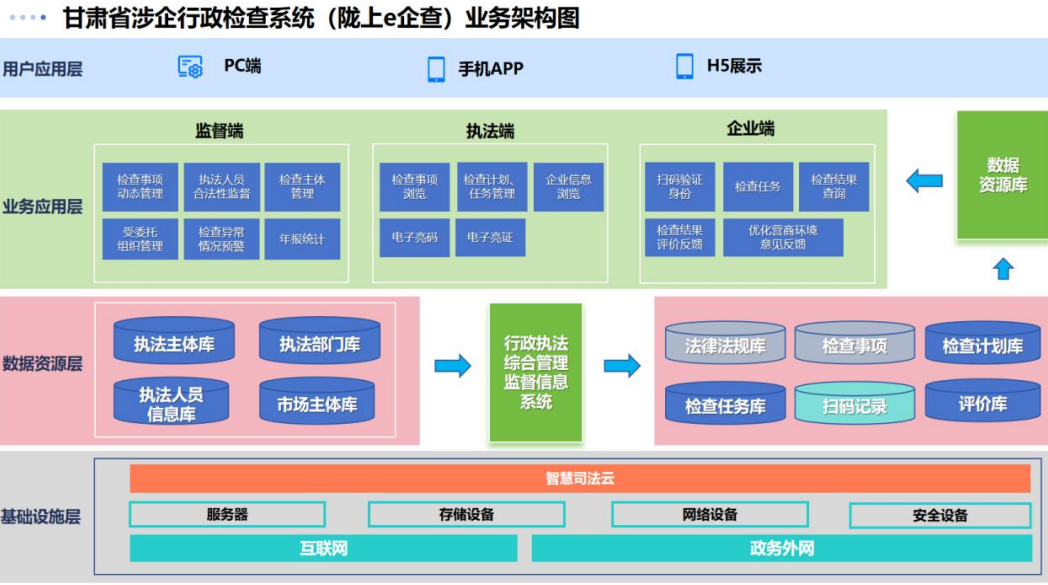 甘肃省涉企行政检查系统（陇上e企查）业务架构图
用户应用层
PC端
手机APP
H5展示
业务应用层
监督端
检查事项
动态管理
执法人员
合法性监督
检查主体
管理
受委托
组织管理
检查异常
情况预警
年报统计
执法端
检查事项
浏览
检查计划、
任务管理
企业信息
浏览
电子亮码
电子亮证
企业端
扫码验证
身份
检查任务
检查结果
查询
检查结果
评价反馈
优化营商环境
意见反馈
数据
资源库
数据资源层
执法主体库
执法部门库
执法人员
信息库
市场主体库
行政执法
综合管理
监督信息
系统
法律法规库
检查事项
检查计划库
检查任务库
扫码记录
评价库
基础设施层
智慧司法云
服务器
存储设备
网络设备
安全设备
互联网
政务外网